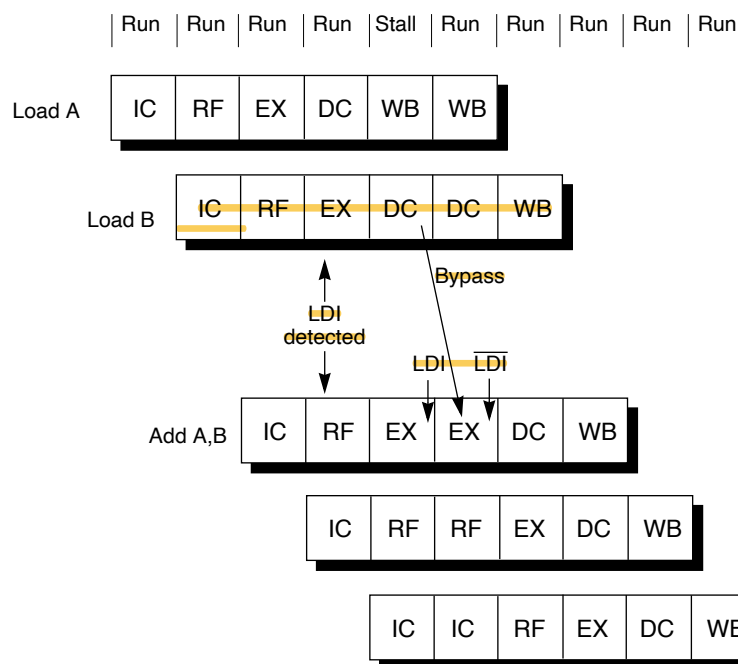 Run Run Run Run Stall Run Run Run Run Run
Load A IC RF EX DC WB WB
Load B IC RF EX DC DC WB
Bypass
LDI
detected
LDI LDI
Add A,B IC RF EX EX DC WB
IC RF RF EX DC WB
IC IC RF EX DC WB